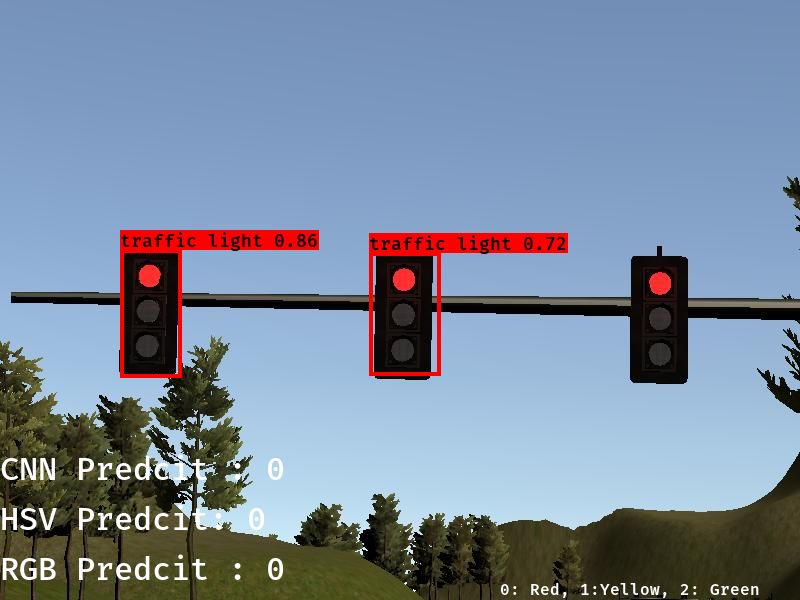 traffic light 0.86
traffic light 0.72
CNN Predcit : 0
HSV Predcit: 0
RGB Predcit : 0
0: Red, 1:Yellow, 2: Green